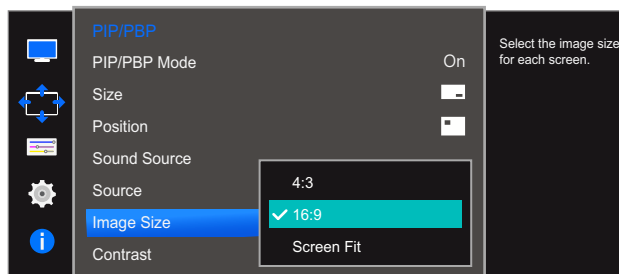 PIP/PBP
PIP/PBP Mode On
Size
Position
Sound Source
Source
Image Size
Contrast
4:3
16:9
Screen Fit
Select the image size
for each screen.